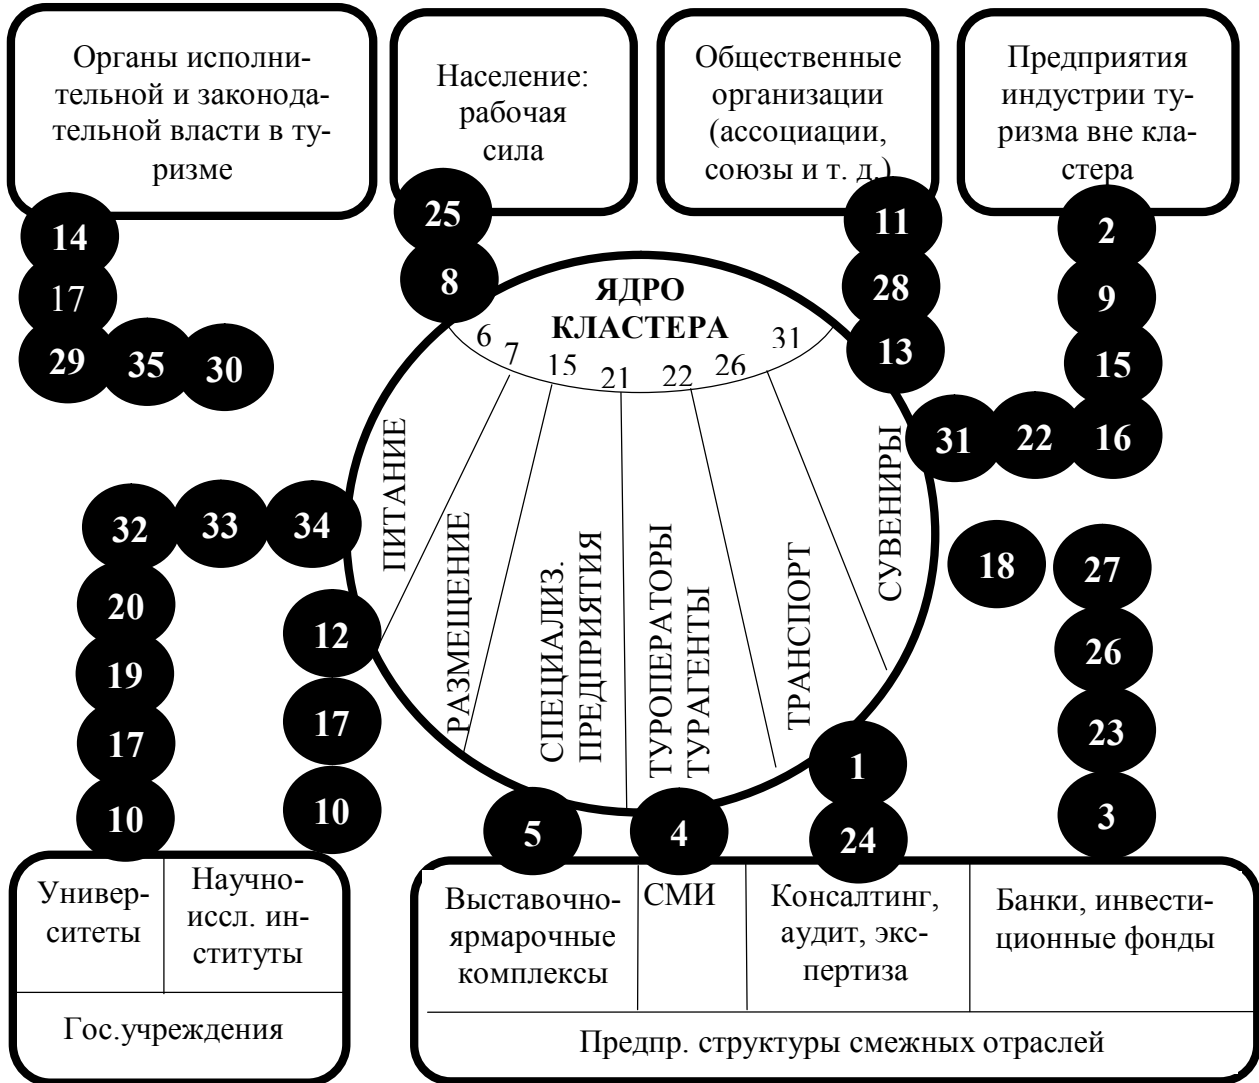 Органы исполни-
тельной и законода-
тельной власти в ту-
ризме
Население:
рабочая
сила
Общественные
организации
(ассоциации,
союзы и т. д.)
Предприятия
индустрии ту-
ризма вне кла-
стера
14
17
29
35
30
25
8
11
28
13
2
9
15
16
22
31
ЯДРО
КЛАСТЕРА
6
7
15
21
22
26
31
ПИТАНИЕ
РАЗМЕЩЕНИЕ
СПЕЦИАЛИЗ.
ПРЕДПРИЯТИЯ
ТУРОПЕРАТОРЫ
ТУРАГЕНТЫ
ТРАНСПОРТ
СУВЕНИРЫ
32
33
34
20
19
17
10
12
17
10
18
27
26
23
3
1
24
5
4
Универ-
ситеты
Научно-
иссл. ин-
ституты
Гос.учреждения
Выставочно-
ярмарочные
комплексы
СМИ
Консалтинг,
аудит, экс-
пертиза
Банки, инвести-
ционные фонды
Предпр. структуры смежных отраслей